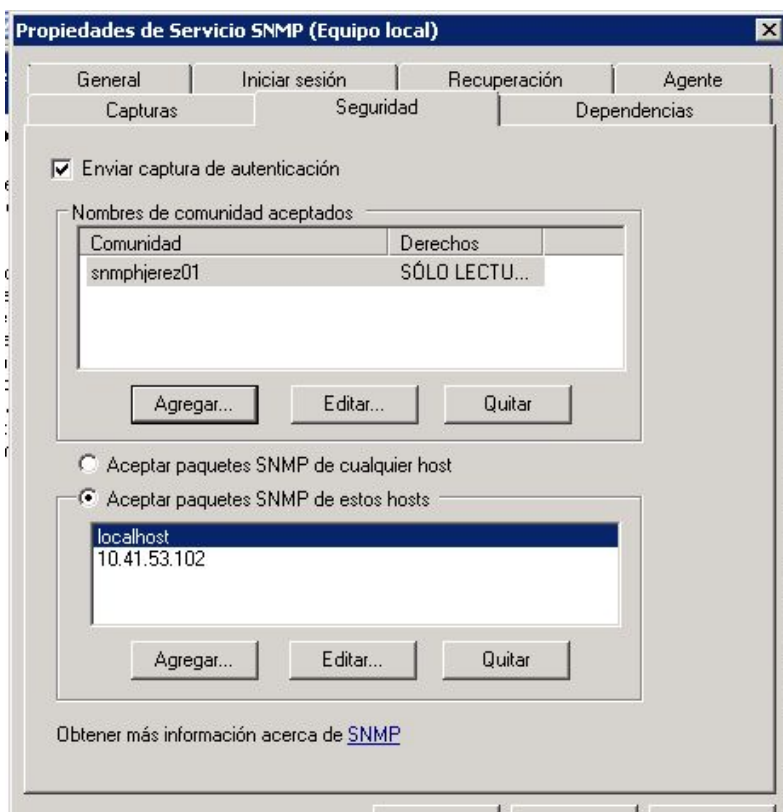 Propiedades de Servicio SNMP (Equipo local)
General Iniciar sesión Recuperación Agente
Capturas Seguridad Dependencias
Enviar captura de autenticación
Nombres de comunidad aceptados
Comunidad Derechos
snmphjerez01 SÓLO LECTU...
Agregar... Editar... Quitar
Aceptar paquetes SNMP de cualquier host
Aceptar paquetes SNMP de estos hosts
localhost
10.41.53.102
Agregar... Editar... Quitar
Obtener más información acerca de SNMP